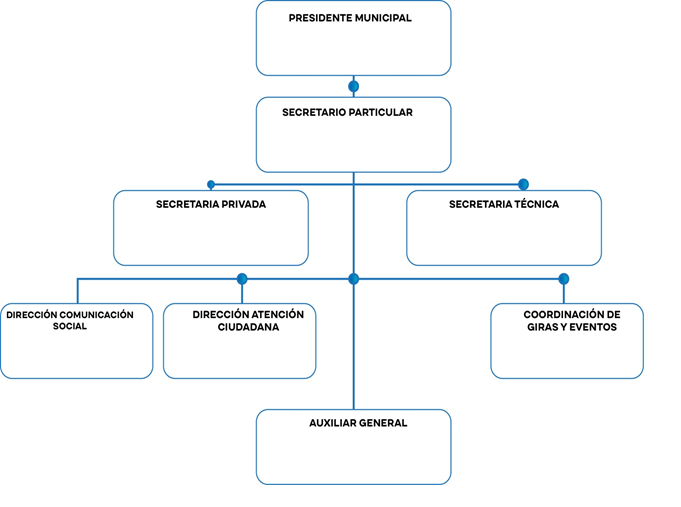 PRESIDENTE MUNICIPAL
SECRETARIO PARTICULAR
SECRETARIA PRIVADA
SECRETARIA TÉCNICA
DIRECCIÓN COMUNICACIÓN
SOCIAL
DIRECCIÓN ATENCIÓN
CIUDADANA
COORDINACIÓN DE
GIRAS Y EVENTOS
AUXILIAR GENERAL